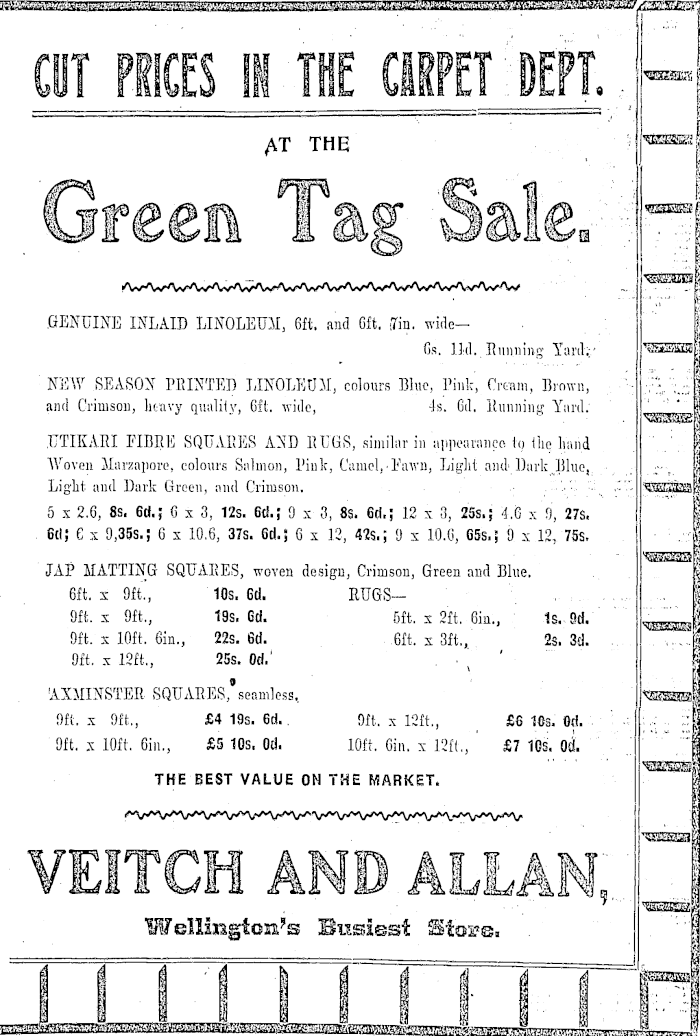 CUT PRICES IN THE CARPET DEPT.
AT THE
Green Tag Sale.
GENUINE INLAID LINOLEUM, 6ft. and 6ft. 7in. wide—
6s. 11d. Running Yard.
NEW SEASON PRINTED LINOLEUM, colours Blue, Pink, Cream, Brown,
and Crimson, heavy quality, 6ft. wide, 4s. 6d. Running Yard.
UTIKARI FIBRE SQUARES AND RUGS, similar in appearance to the hand
Woven Marzapore, colours Salmon, Pink, Camel, Fawn, Light and Dark Blue,
Light and Dark Green, and Crimson.
5 x 2.6, 8s. 6d.; 6 x 3, 12s. 6d.; 9 x 3, 8s. 6d.; 12 x 3, 25s.; 4.6 x 9, 27s.
6d; 6 x 9,35s.; 6 x 10.6, 37s. 6d.; 6 x 12, 42s.; 9 x 10.6, 65s.; 9 x 12, 75s.
JAP MATTING SQUARES, woven design, Crimson, Green and Blue.
6ft. x 9ft., 10s. 6d. RUGS—
9ft. x 9ft., 19s. 6d. 5ft. x 2ft. 6in., 1s. 9d.
9ft. x 10ft. 6in., 22s. 6d. 6ft. x 3ft., 2s. 3d.
9ft. x 12ft., 25s. 0d.
AXMINSTER SQUARES, seamless,
9ft. x 9ft., £4 19s. 6d. 9ft. x 12ft., £6 10s. 0d.
9ft. x 10ft. 6in., £5 10s. 0d. 10ft. 6in. x 12ft., £7 10s. 0d.
THE BEST VALUE ON THE MARKET.
VEITCH AND ALLAN,
Wellington's Busiest Store.